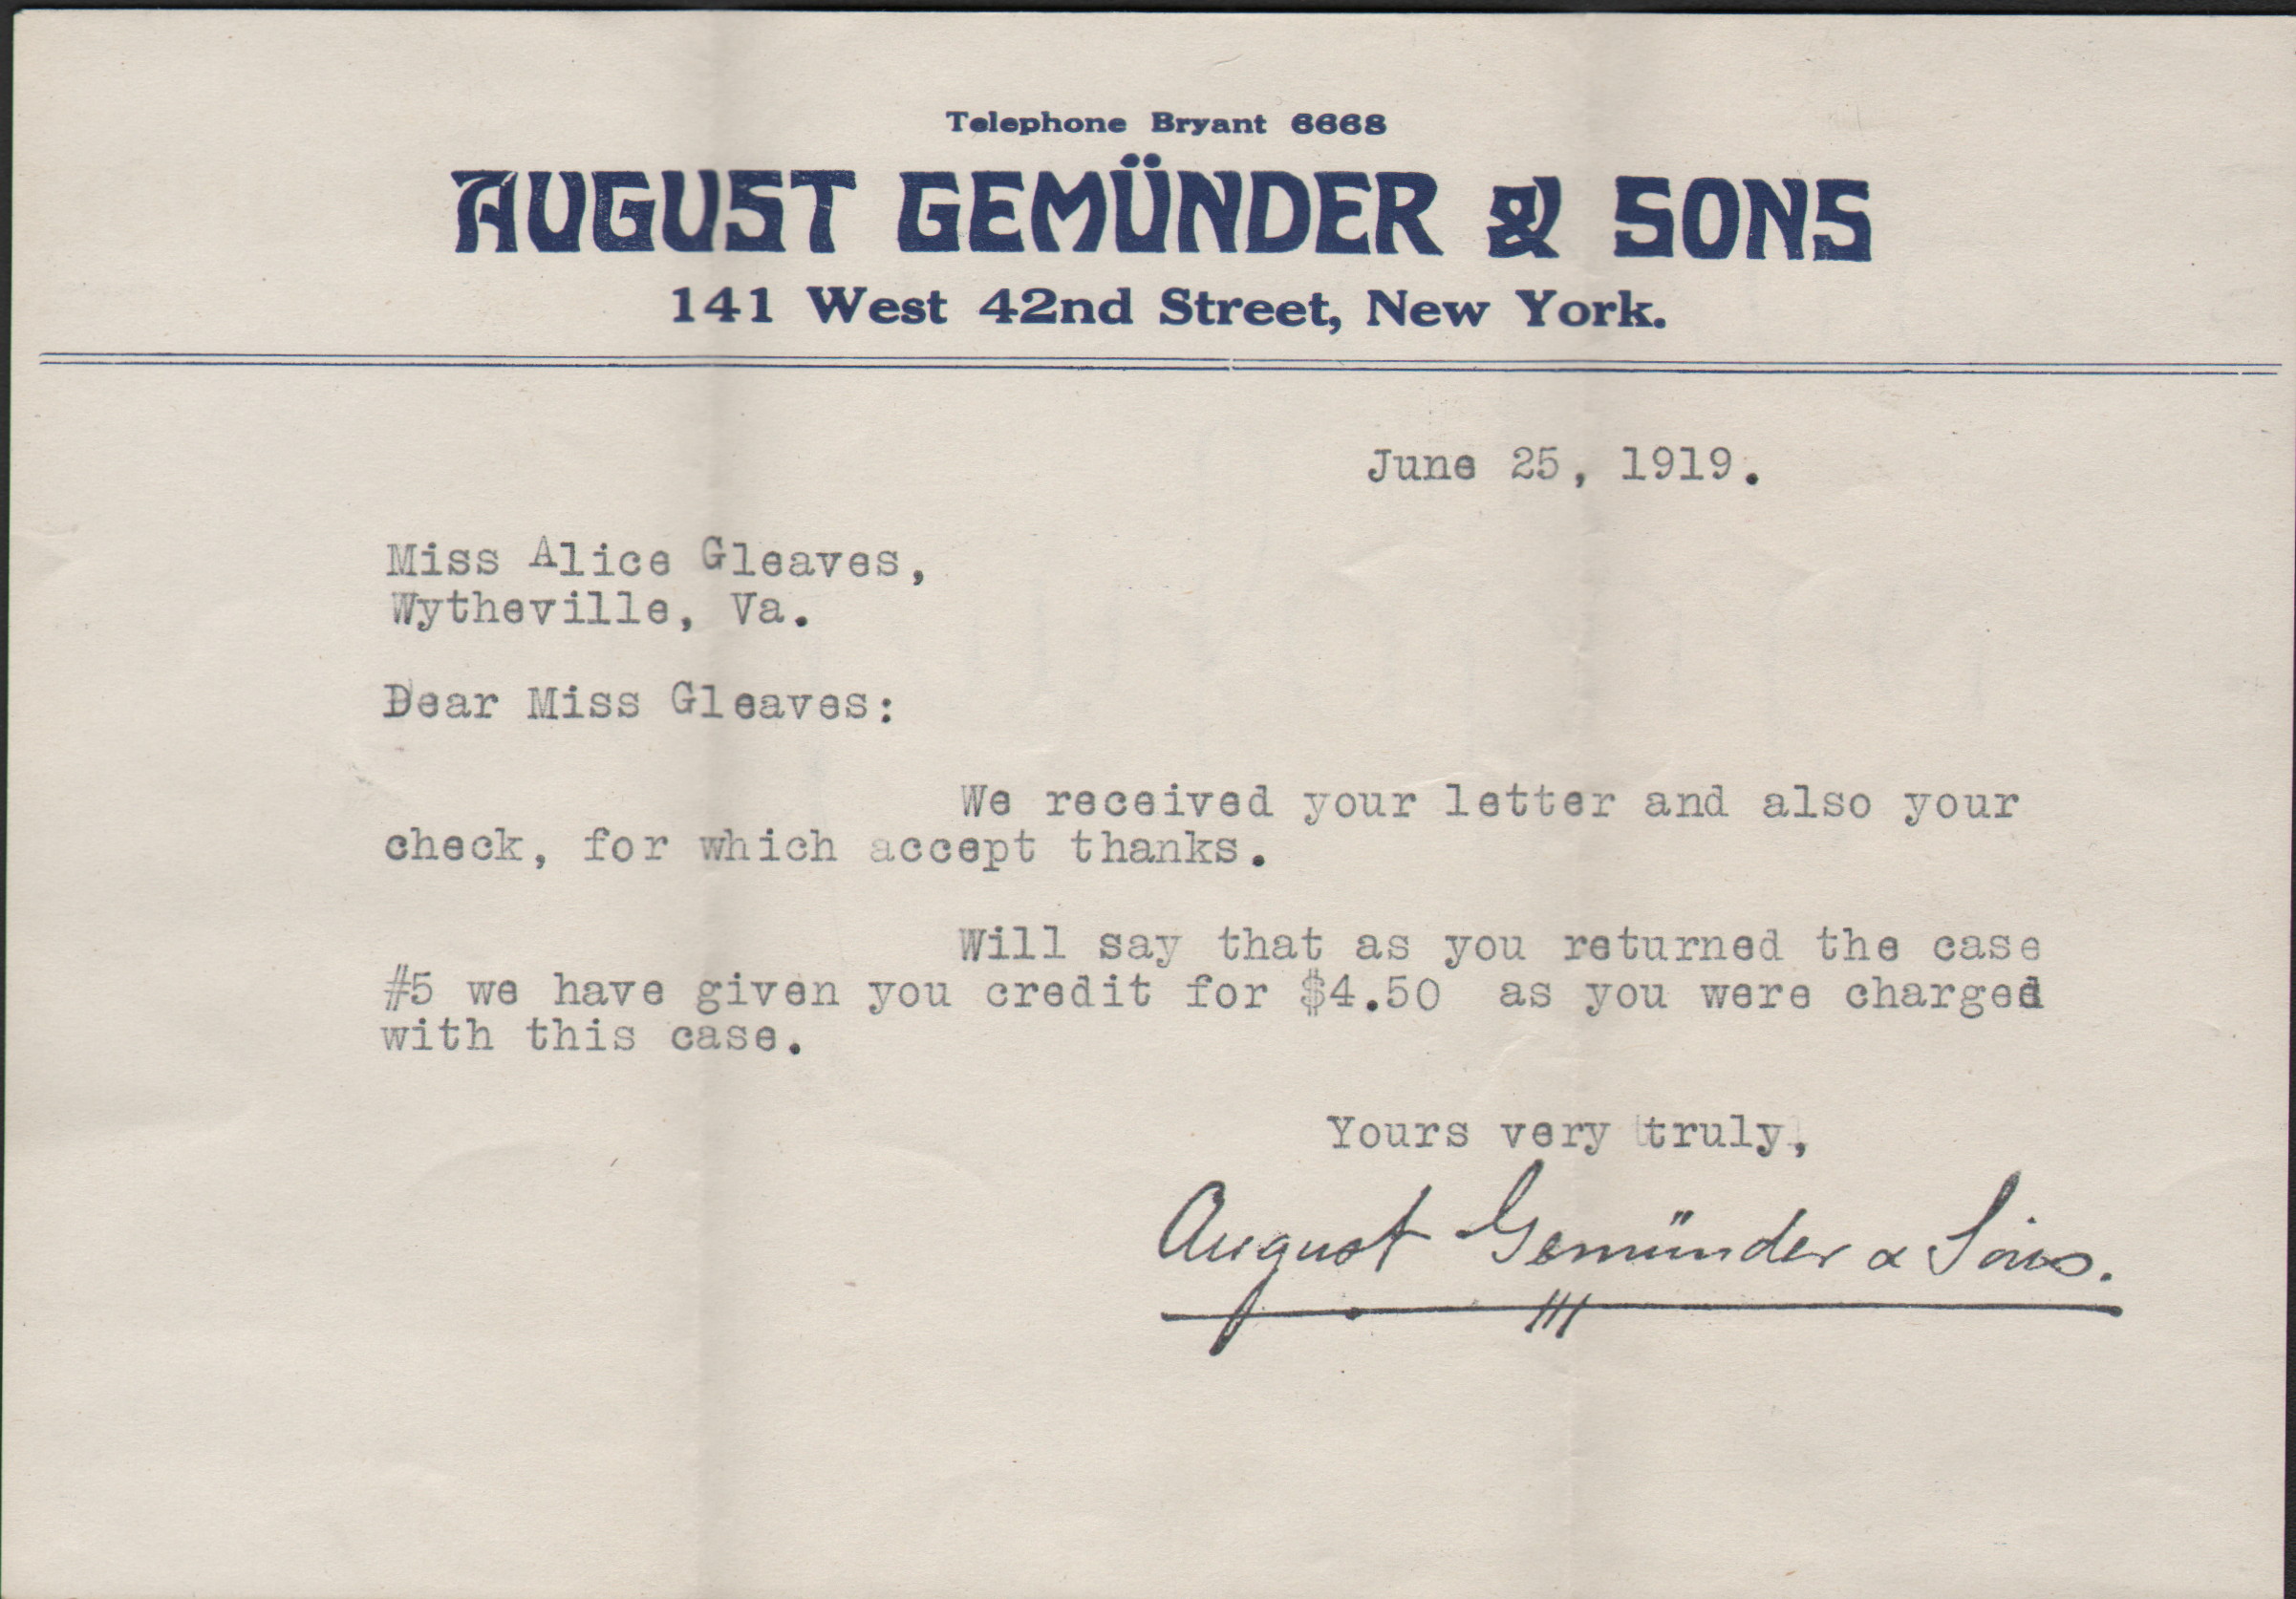 Telephone Bryant 6668
AUGUST GEMÜNDER & SONS
141 West 42nd Street, New York.
June 25, 1919.
Miss Alice Gleaves,
Wytheville, Va.
Dear Miss Gleaves:
We received your letter and also your
check, for which accept thanks.
Will say that as you returned the case
#5 we have given you credit for $4.50 as you were charged
with this case.
Yours very truly,
August Gemünder & Sons.